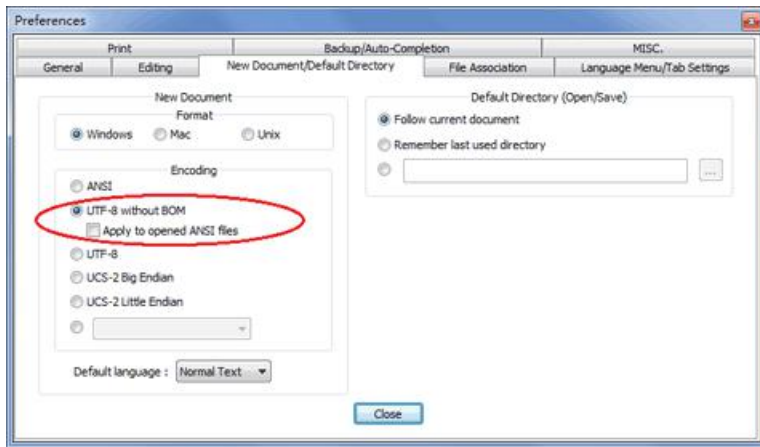 Preferences
Print Backup/Auto-Completion MISC.
General Editing New Document/Default Directory File Association Language Menu/Tab Settings
New Document
Format
Windows Mac Unix
Encoding
ANSI
UTF-8 without BOM
Apply to opened ANSI files
UTF-8
UCS-2 Big Endian
UCS-2 Little Endian
Default language : Normal Text
Default Directory (Open/Save)
Follow current document
Remember last used directory
...
Close